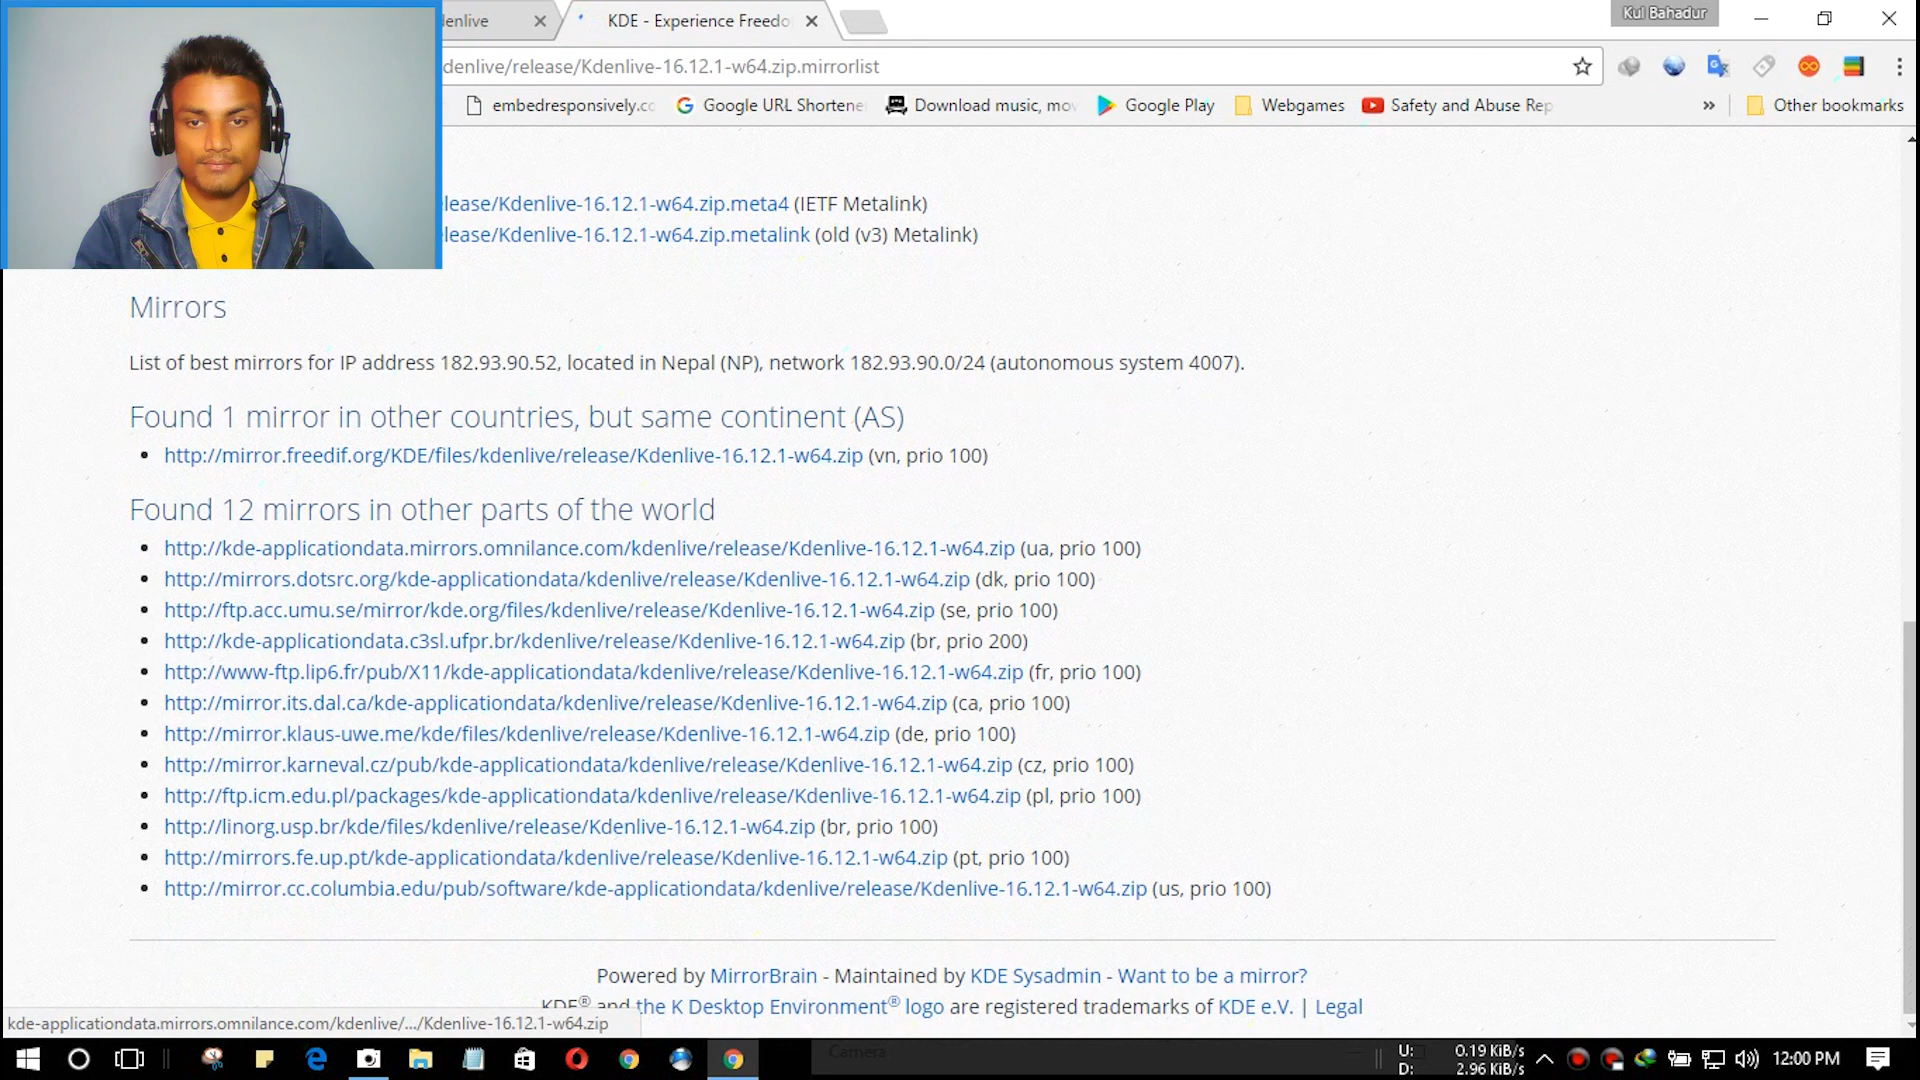 denlive
KDE - Experience Freedo
Kul Bahadur
denlive/release/Kdenlive-16.12.1-w64.zip.mirrorlist
embedresponsively.co
Google URL Shortene
Download music, mov
Google Play
Webgames
Safety and Abuse Rep
»
Other bookmarks
lease/Kdenlive-16.12.1-w64.zip.meta4 (IETF Metalink)
lease/Kdenlive-16.12.1-w64.zip.metalink (old (v3) Metalink)
Mirrors
List of best mirrors for IP address 182.93.90.52, located in Nepal (NP), network 182.93.90.0/24 (autonomous system 4007).
Found 1 mirror in other countries, but same continent (AS)
• http://mirror.freedif.org/KDE/files/kdenlive/release/Kdenlive-16.12.1-w64.zip (vn, prio 100)
Found 12 mirrors in other parts of the world
• http://kde-applicationdata.mirrors.omnilance.com/kdenlive/release/Kdenlive-16.12.1-w64.zip (ua, prio 100)
• http://mirrors.dotsrc.org/kde-applicationdata/kdenlive/release/Kdenlive-16.12.1-w64.zip (dk, prio 100)
• http://ftp.acc.umu.se/mirror/kde.org/files/kdenlive/release/Kdenlive-16.12.1-w64.zip (se, prio 100)
• http://kde-applicationdata.c3sl.ufpr.br/kdenlive/release/Kdenlive-16.12.1-w64.zip (br, prio 200)
• http://www-ftp.lip6.fr/pub/X11/kde-applicationdata/kdenlive/release/Kdenlive-16.12.1-w64.zip (fr, prio 100)
• http://mirror.its.dal.ca/kde-applicationdata/kdenlive/release/Kdenlive-16.12.1-w64.zip (ca, prio 100)
• http://mirror.klaus-uwe.me/kde/files/kdenlive/release/Kdenlive-16.12.1-w64.zip (de, prio 100)
• http://mirror.karneval.cz/pub/kde-applicationdata/kdenlive/release/Kdenlive-16.12.1-w64.zip (cz, prio 100)
• http://ftp.icm.edu.pl/packages/kde-applicationdata/kdenlive/release/Kdenlive-16.12.1-w64.zip (pl, prio 100)
• http://linorg.usp.br/kde/files/kdenlive/release/Kdenlive-16.12.1-w64.zip (br, prio 100)
• http://mirrors.fe.up.pt/kde-applicationdata/kdenlive/release/Kdenlive-16.12.1-w64.zip (pt, prio 100)
• http://mirror.cc.columbia.edu/pub/software/kde-applicationdata/kdenlive/release/Kdenlive-16.12.1-w64.zip (us, prio 100)
Powered by MirrorBrain - Maintained by KDE Sysadmin - Want to be a mirror?
KDE® and the K Desktop Environment® logo are registered trademarks of KDE e.V. | Legal
kde-applicationdata.mirrors.omnilance.com/kdenlive/.../Kdenlive-16.12.1-w64.zip
Camera
U: 0.19 KiB/s
D: 2.96 KiB/s
12:00 PM